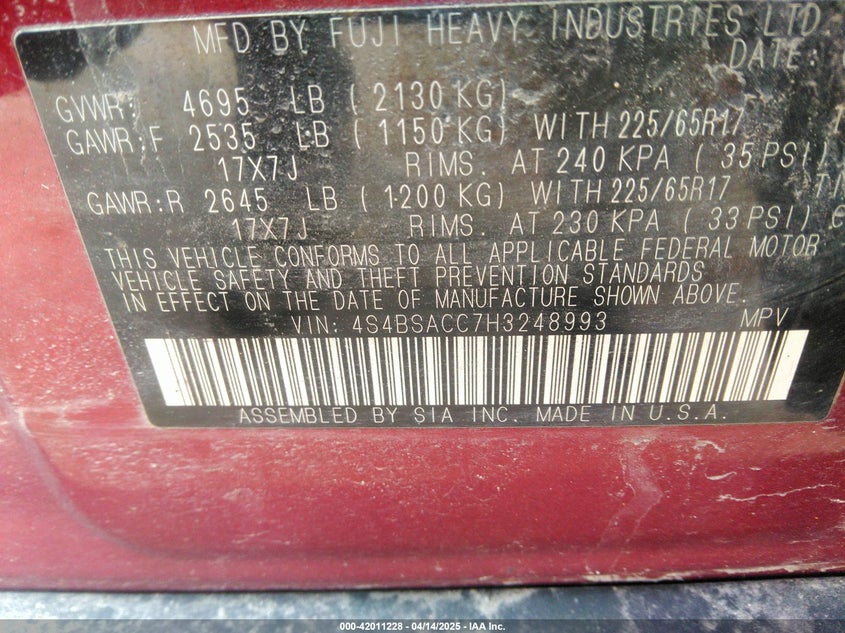 MFD BY FUJI HEAVY INDUSTRIES LTD.
DATE:
GVWR: 4695 LB ( 2130 KG)
GAWR:F 2535 LB ( 1150 KG) WITH 225/65R17
17X7J RIMS. AT 240 KPA ( 35 PSI)
GAWR:R 2645 LB ( 1200 KG) WITH 225/65R17
17X7J RIMS. AT 230 KPA ( 33 PSI)
THIS VEHICLE CONFORMS TO ALL APPLICABLE FEDERAL MOTOR
VEHICLE SAFETY AND THEFT PREVENTION STANDARDS
IN EFFECT ON THE DATE OF MANUFACTURE SHOWN ABOVE.
VIN: 4S4BSACC7H3248993 MPV
ASSEMBLED BY SIA INC. MADE IN U.S.A.
000-42011228 - 04/14/2025 - IAA Inc.